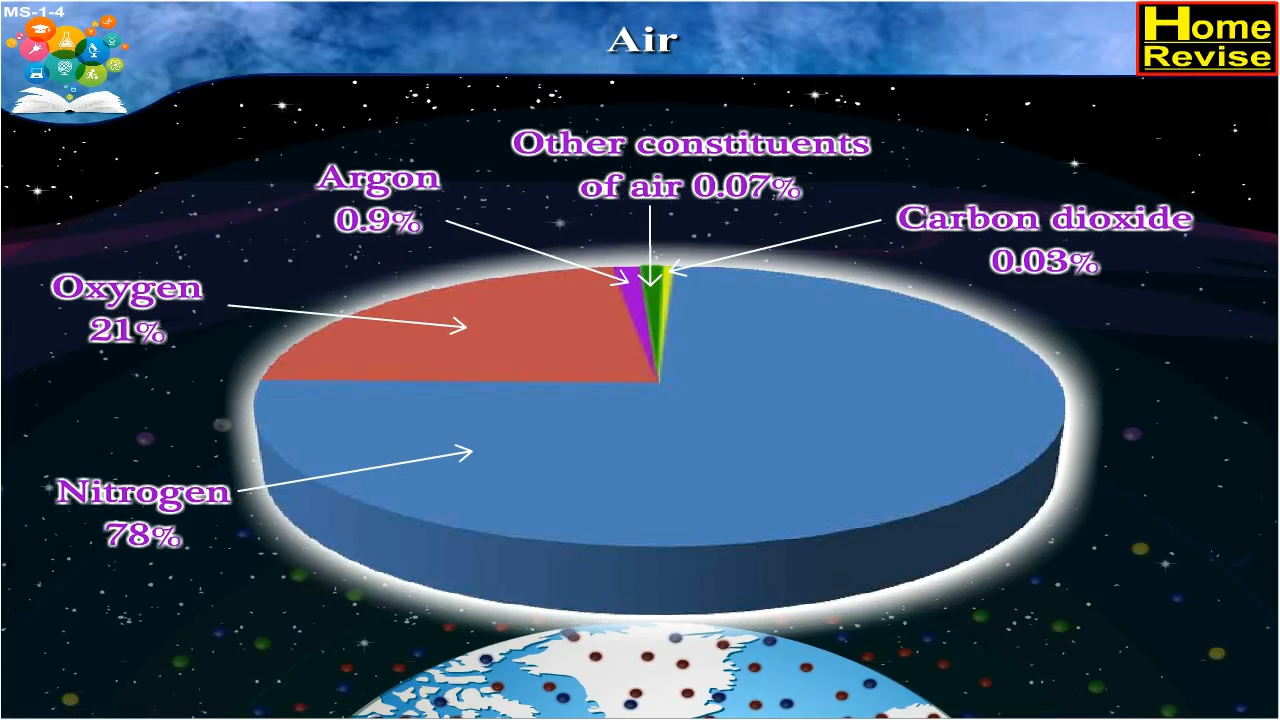 MS-1-4
Air
Home
Revise
Other constituents
of air 0.07%
Argon
0.9%
Carbon dioxide
0.03%
Oxygen
21%
Nitrogen
78%